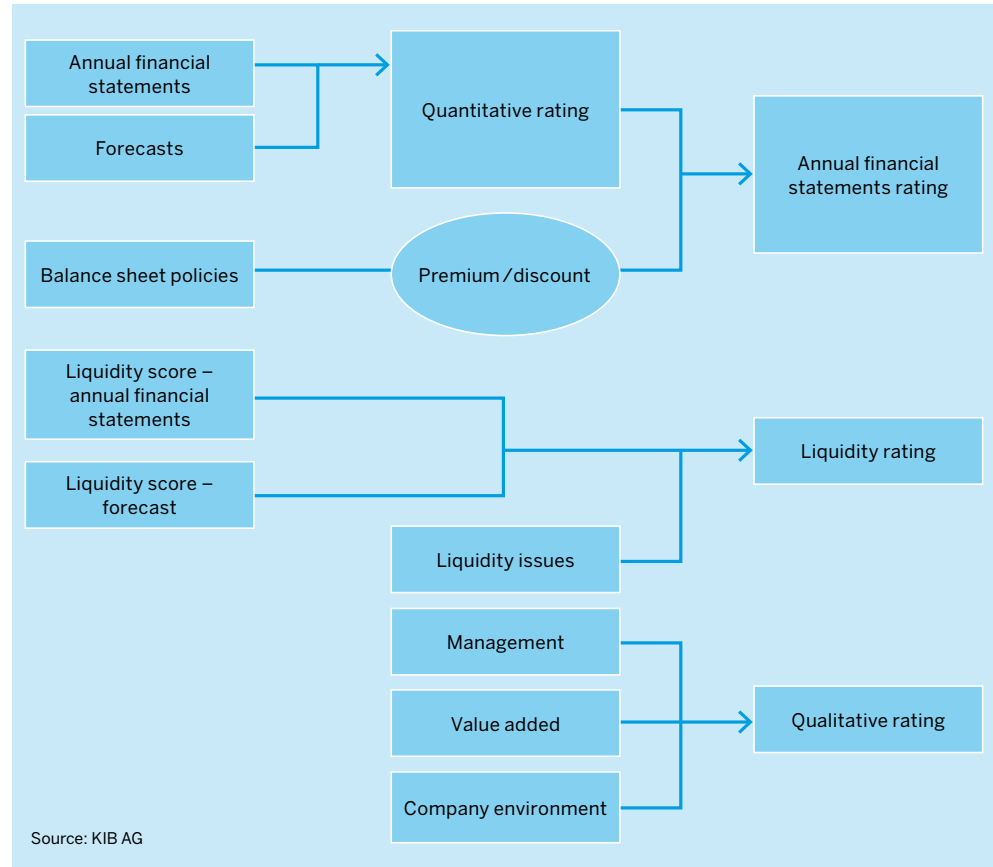 Annual financial
statements
Forecasts
Quantitative rating
Annual financial
statements rating
Balance sheet policies
Premium / discount
Liquidity score –
annual financial
statements
Liquidity score –
forecast
Liquidity rating
Liquidity issues
Management
Value added
Company environment
Qualitative rating
Source: KIB AG